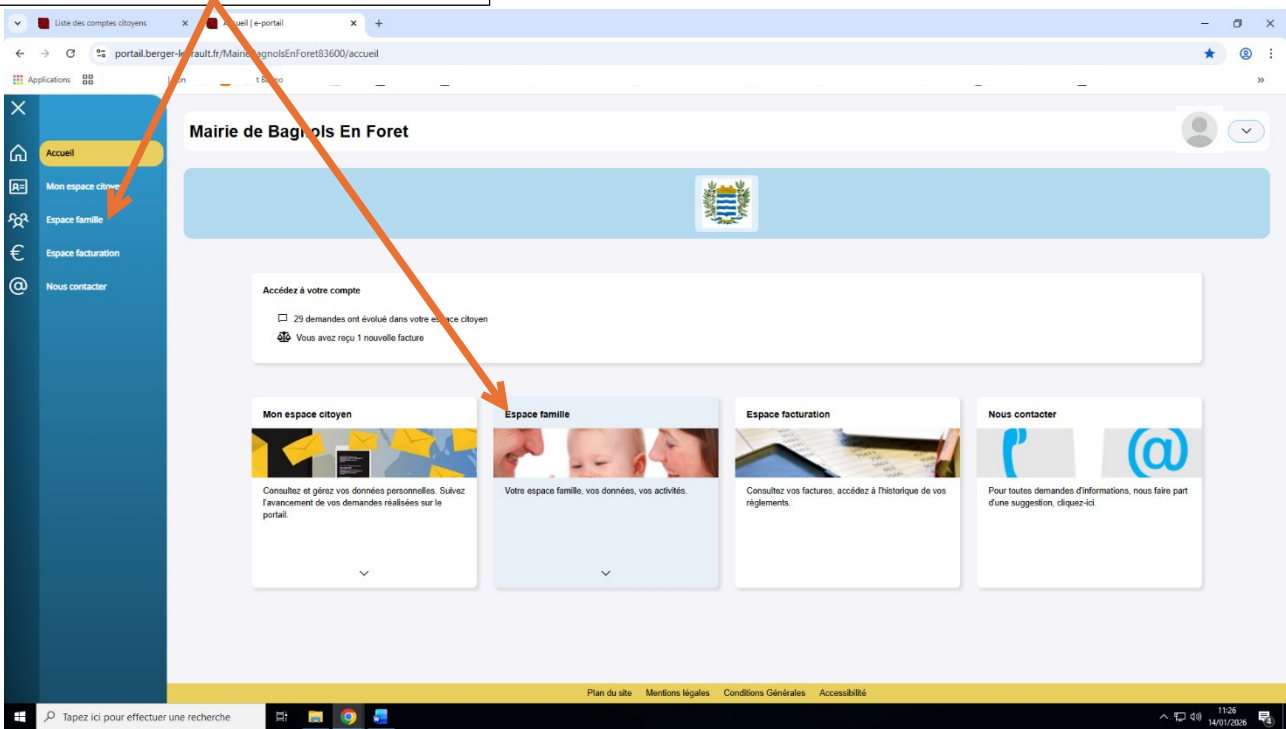 Liste des comptes citoyens
| e-portail
portail.berger-levrault.fr/MairieBagnolsEnForet83600/accueil
Applications
Mairie de Bagnols En Foret
Accueil
Mon espace citoyen
Espace famille
Espace facturation
Nous contacter
Accédez à votre compte
29 demandes ont évolué dans votre espace citoyen
Vous avez reçu 1 nouvelle facture
Mon espace citoyen
Consultez et gérez vos données personnelles. Suivez
l'avancement de vos demandes réalisées sur le
portail.
Espace famille
Votre espace famille, vos données, vos activités.
Espace facturation
Consultez vos factures, accédez à l'historique de vos
règlements.
Nous contacter
Pour toutes demandes d'informations, nous faire part
d'une suggestion, cliquez-ici.
Plan du site Mentions légales Conditions Générales Accessibilité
Tapez ici pour effectuer une recherche
11:26
14/01/2026